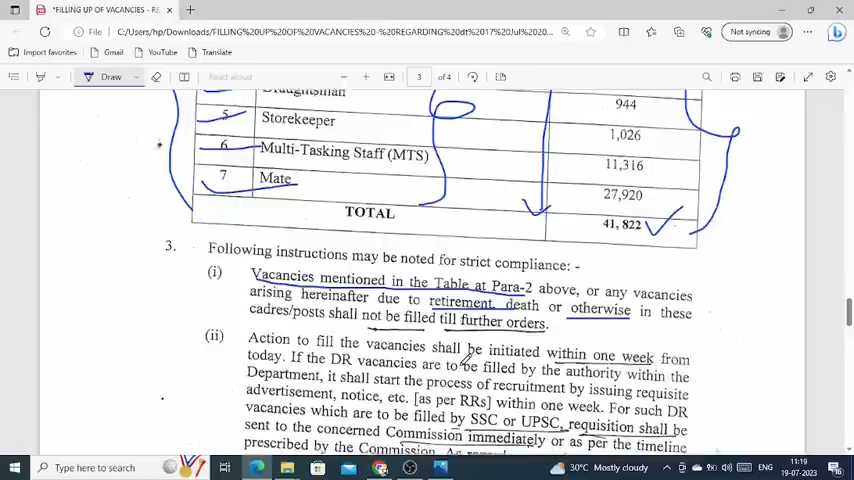 *FILLING UP OF VACANCIES - REGA
File
C:/Users/hp/Downloads/FILLING%20UP%20OF%20VACANCIES%20-%20REGARDING%20dt%2017%20Jul%2020...
Not syncing
Import favorites
Gmail
YouTube
Translate
Draw
Read aloud
3
of 4
Draughtsman
944
5
Storekeeper
1,026
6
Multi-Tasking Staff (MTS)
11,316
7
Mate
27,920
TOTAL
41, 822
3.
Following instructions may be noted for strict compliance: -
(i)
Vacancies mentioned in the Table at Para-2 above, or any vacancies
arising hereinafter due to retirement, death or otherwise in these
cadres/posts shall not be filled till further orders.
(ii)
Action to fill the vacancies shall be initiated within one week from
today. If the DR vacancies are to be filled by the authority within the
Department, it shall start the process of recruitment by issuing requisite
advertisement, notice, etc. [as per RRs] within one week. For such DR
vacancies which are to be filled by SSC or UPSC, requisition shall be
sent to the concerned Commission immediately or as per the timeline
prescribed by the Commission. As
Type here to search
30°C Mostly cloudy
ENG
11:19
19-07-2023